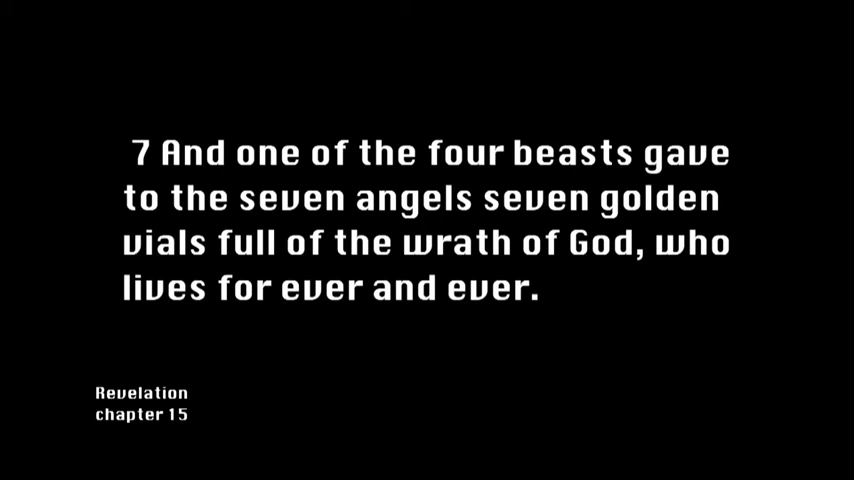 7 And one of the four beasts gave
to the seven angels seven golden
vials full of the wrath of God, who
lives for ever and ever.
Revelation
chapter 15